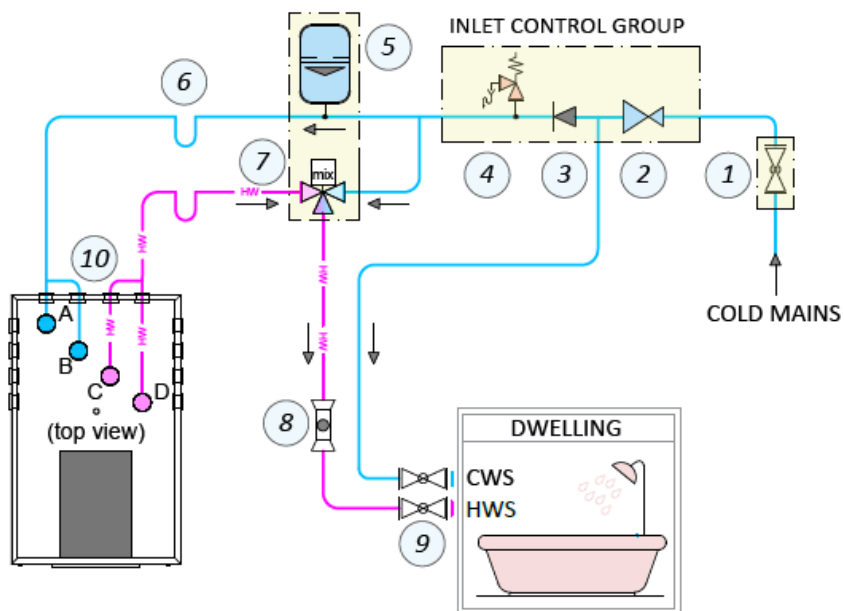 INLET CONTROL GROUP
5
6
7
mix
HW
4
3
2
1
10
HW
HW
HW
HW
HW
COLD MAINS
A
B
C
D
(top view)
8
DWELLING
CWS
HWS
9